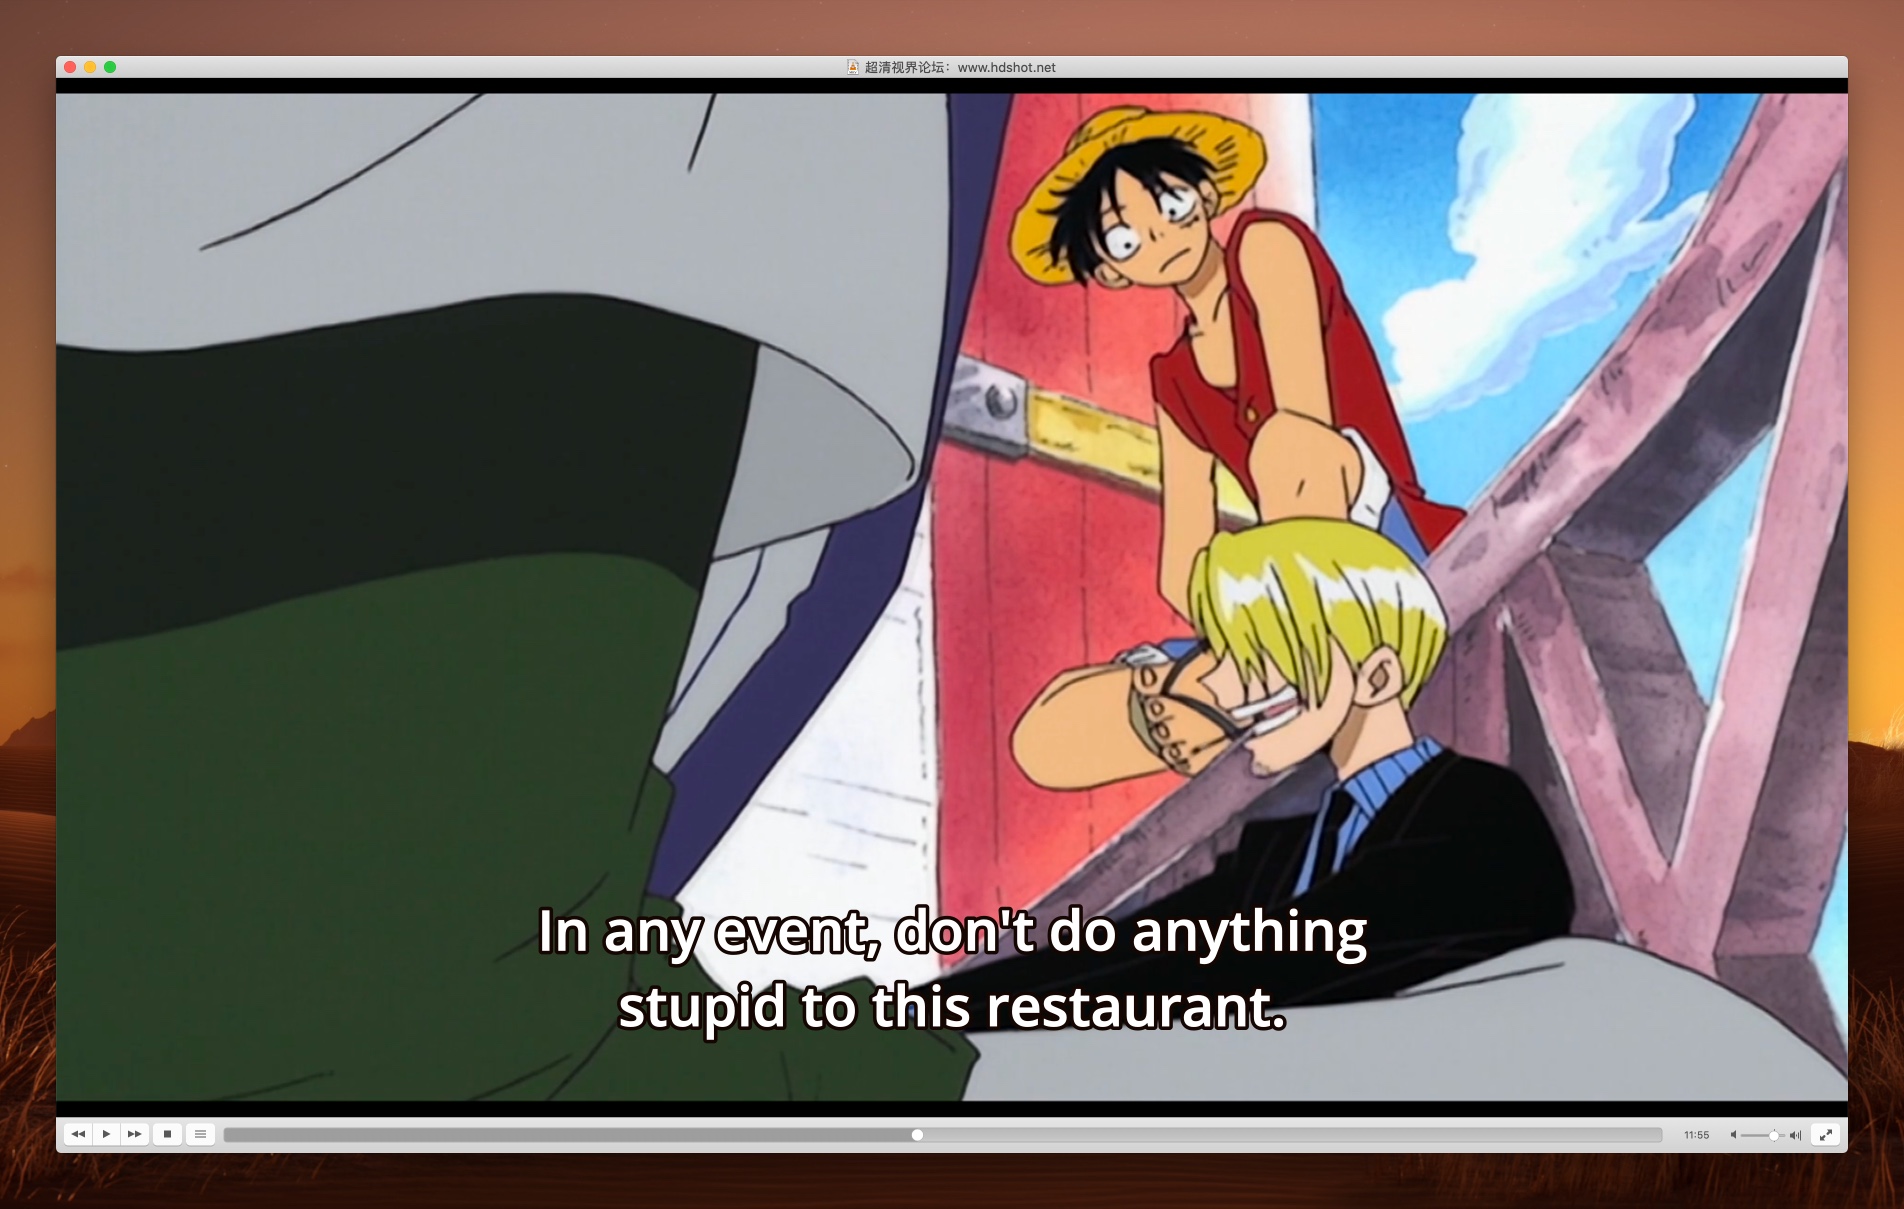 超清视界论坛：www.hdshot.net
In any event, don't do anything
stupid to this restaurant.
11:55